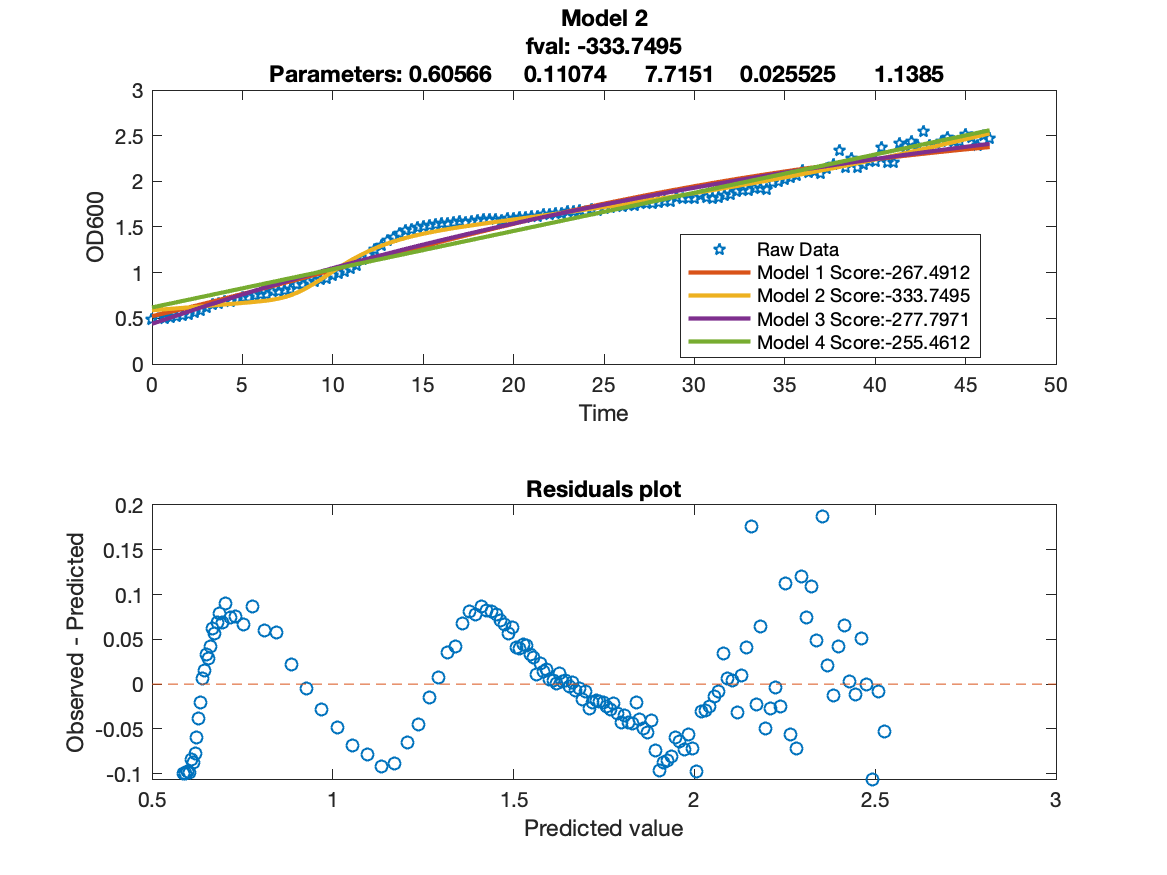 Model 2
fval: -333.7495
Parameters: 0.60566 0.11074 7.7151 0.025525 1.1385
3
2.5
2
1.5
1
0.5
0
OD600
Raw Data
Model 1 Score:-267.4912
Model 2 Score:-333.7495
Model 3 Score:-277.7971
Model 4 Score:-255.4612
0 5 10 15 20 25 30 35 40 45 50
Time
Residuals plot
0.2
0.15
0.1
0.05
0
-0.05
-0.1
Observed - Predicted
0.5 1 1.5 2 2.5 3
Predicted value